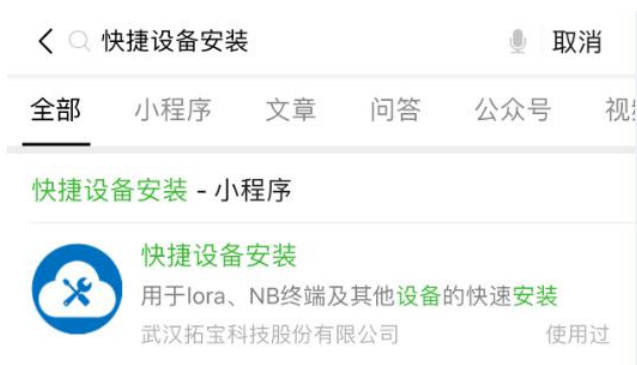 快捷设备安装 取消
全部 小程序 文章 问答 公众号
快捷设备安装 - 小程序
快捷设备安装
用于lora、NB终端及其他设备的快速安装
武汉拓宝科技股份有限公司 使用过